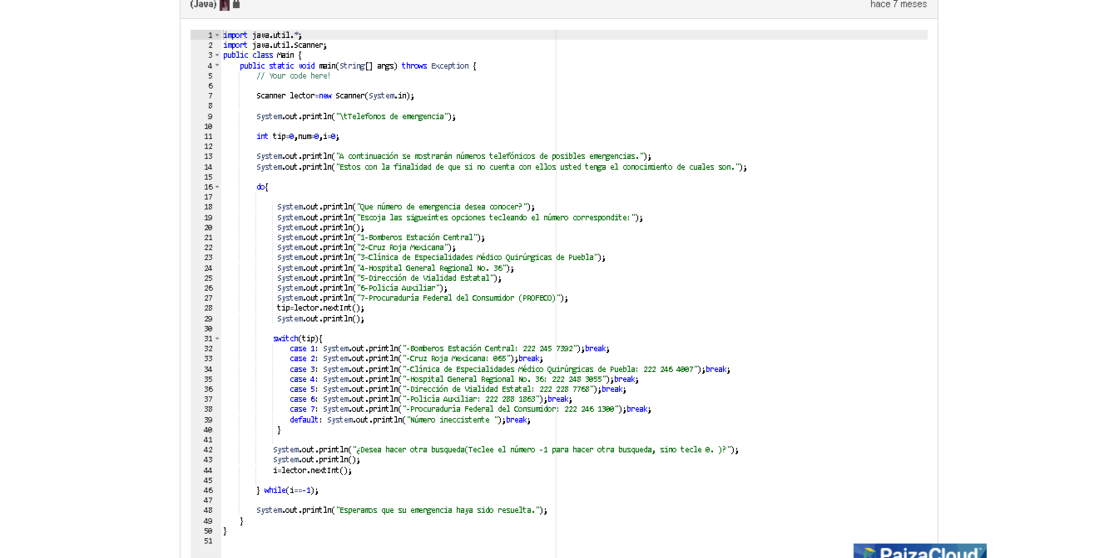 (Java)
hace 7 meses
1 import java.util.*;
2 import java.util.Scanner;
3 public class Main {
4 public static void main(String[] args) throws Exception {
5 // Your code here!
6
7 Scanner lector=new Scanner(System.in);
8
9 System.out.println("\tTelefonos de emergencia");
10
11 int tip=0,num=0,i=0;
12
13 System.out.println("A continuación se mostrarán números telefónicos de posibles emergencias.");
14 System.out.println("Estos con la finalidad de que si no cuenta con ellos usted tenga el conocimiento de cuales son.");
15
16 do{
17
18 System.out.println("Que número de emergencia desea conocer?");
19 System.out.println("Escoja las sigueintes opciones tecleando el número correspondite:");
20 System.out.println();
21 System.out.println("1-Bomberos Estación Central");
22 System.out.println("2-Cruz Roja Mexicana");
23 System.out.println("3-Clínica de Especialidades Médico Quirúrgicas de Puebla");
24 System.out.println("4-Hospital General Regional No. 36");
25 System.out.println("5-Dirección de Vialidad Estatal");
26 System.out.println("6-Policía Auxiliar");
27 System.out.println("7-Procuraduría Federal del Consumidor (PROFECO)");
28 tip=lector.nextInt();
29 System.out.println();
30
31 switch(tip){
32 case 1: System.out.println("-Bomberos Estación Central: 222 245 7392");break;
33 case 2: System.out.println("-Cruz Roja Mexicana: 065");break;
34 case 3: System.out.println("-Clínica de Especialidades Médico Quirúrgicas de Puebla: 222 246 4007");break;
35 case 4: System.out.println("-Hospital General Regional No. 36: 222 248 3055");break;
36 case 5: System.out.println("-Dirección de Vialidad Estatal: 222 228 7768");break;
37 case 6: System.out.println("-Policía Auxiliar: 222 288 1863");break;
38 case 7: System.out.println("-Procuraduría Federal del Consumidor: 222 246 1300");break;
39 default: System.out.println("Número ineccistente ");break;
40 }
41
42 System.out.println("¿Desea hacer otra busqueda(Teclee el número -1 para hacer otra busqueda, sino tecle 0. )?");
43 System.out.println();
44 i=lector.nextInt();
45
46 } while(i==-1);
47
48 System.out.println("Esperamos que su emergencia haya sido resuelta.");
49 }
50 }
51
PaizaCloud